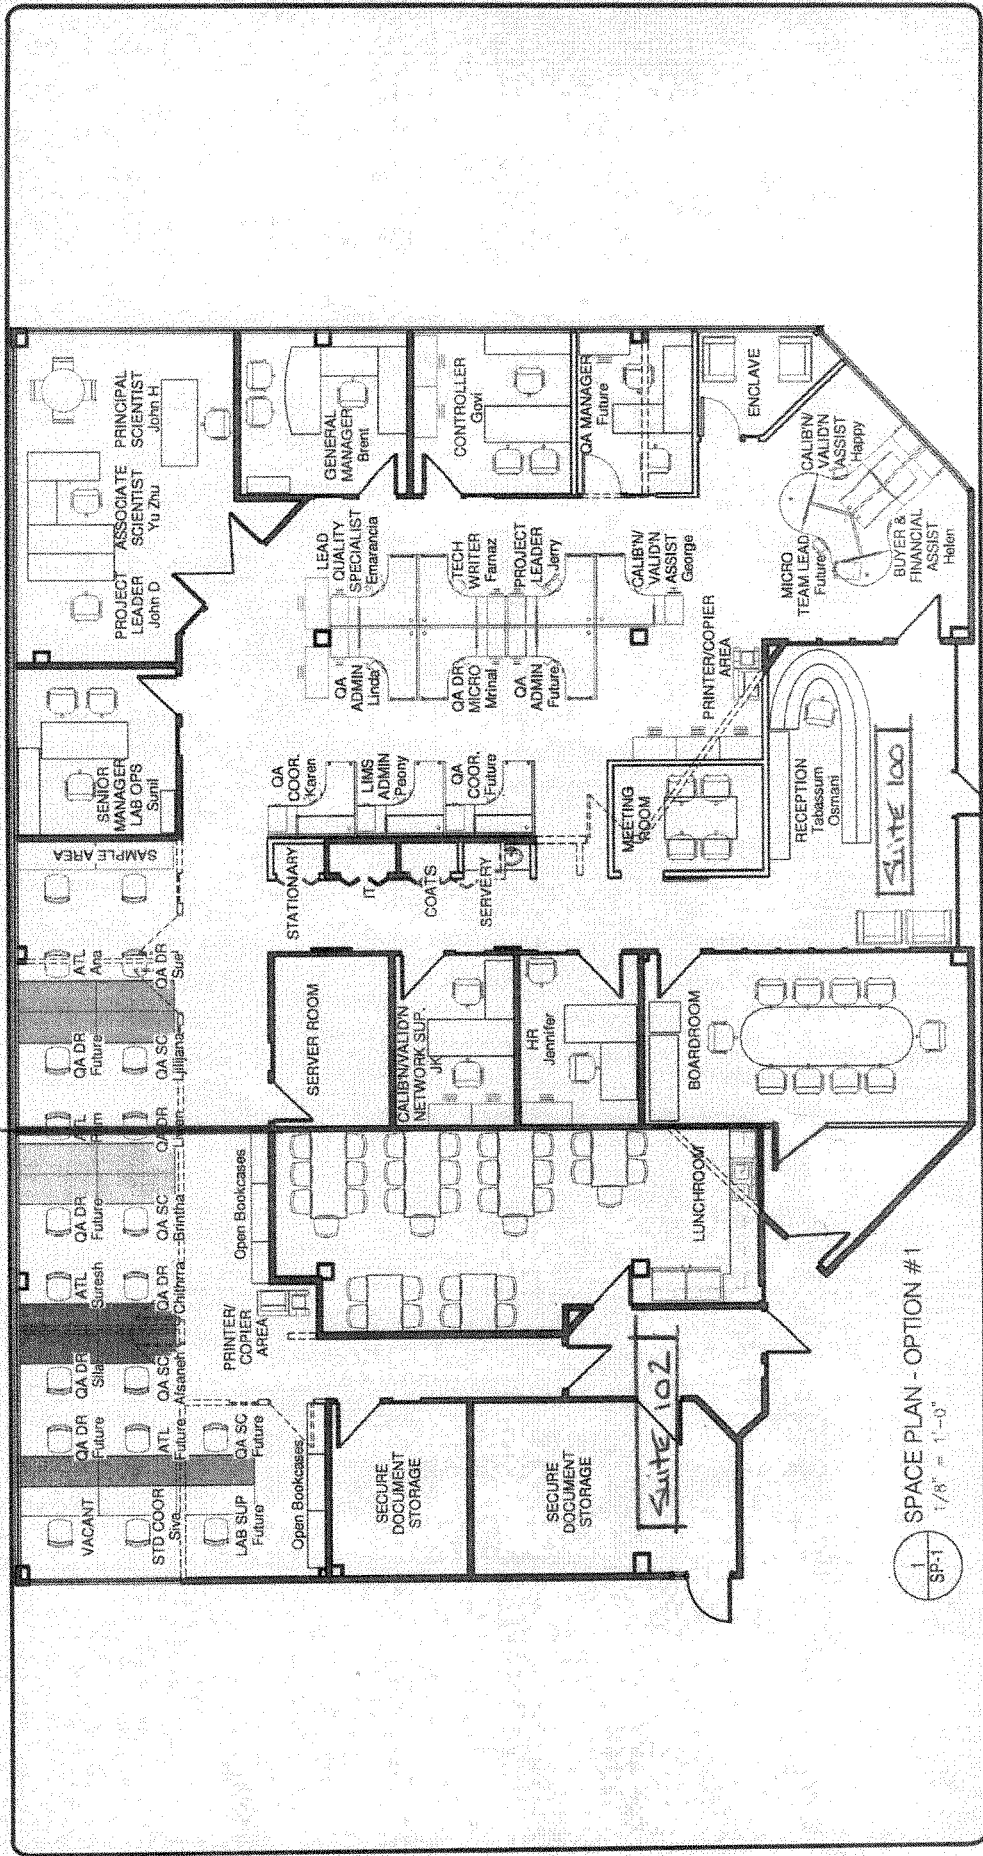 VACANT
STD COOR
Siva
LAB SUP
Future
QA DR
Future
ATL
Future
QA SC
Future
QA DR
Sila
QA SC
Afsaneh
ATL
Suresh
QA DR
Chithrra
QA DR
Future
QA SC
Brintha
ATL
QA DR
QA DR
Future
QA SC
Ljiljana
ATL
Ana
QA DR
Sue
SAMPLE AREA
SENIOR
MANAGER
LAB OPS
Sunil
PROJECT
LEADER
John D
ASSOCIATE
SCIENTIST
Yu Zhu
PRINCIPAL
SCIENTIST
John H
Open Bookcases
PRINTER/
COPIER
AREA
Open Bookcases
SERVER ROOM
STATIONARY
IT
COATS
SERVERY
QA
COOR.
Karen
LIMS
ADMIN
Peony
QA
COOR.
Future
QA
ADMIN
Linda
QA DR
MICRO
Mrinal
QA
ADMIN
Future
LEAD
QUALITY
SPECIALIST
Emarancia
TECH
WRITER
Farnaz
PROJECT
LEADER
Jerry
CALIB'N/
VALID'N
ASSIST
George
GENERAL
MANAGER
Brent
CONTROLLER
Govi
QA MANAGER
Future
ENCLAVE
SECURE
DOCUMENT
STORAGE
SECURE
DOCUMENT
STORAGE
LUNCHROOM
CALIB'N/VALID'N
NETWORK SUP.
JK
HR
Jennifer
BOARDROOM
MEETING
ROOM
PRINTER/COPIER
AREA
MICRO
TEAM LEAD
Future
CALIB'N/
VALID'N
ASSIST
Happy
BUYER &
FINANCIAL
ASSIST
Helen
RECEPTION
Tabassum
Osmani
Suite 102
Suite 100
1
SP-1
SPACE PLAN - OPTION #1
1/8" = 1'-0"